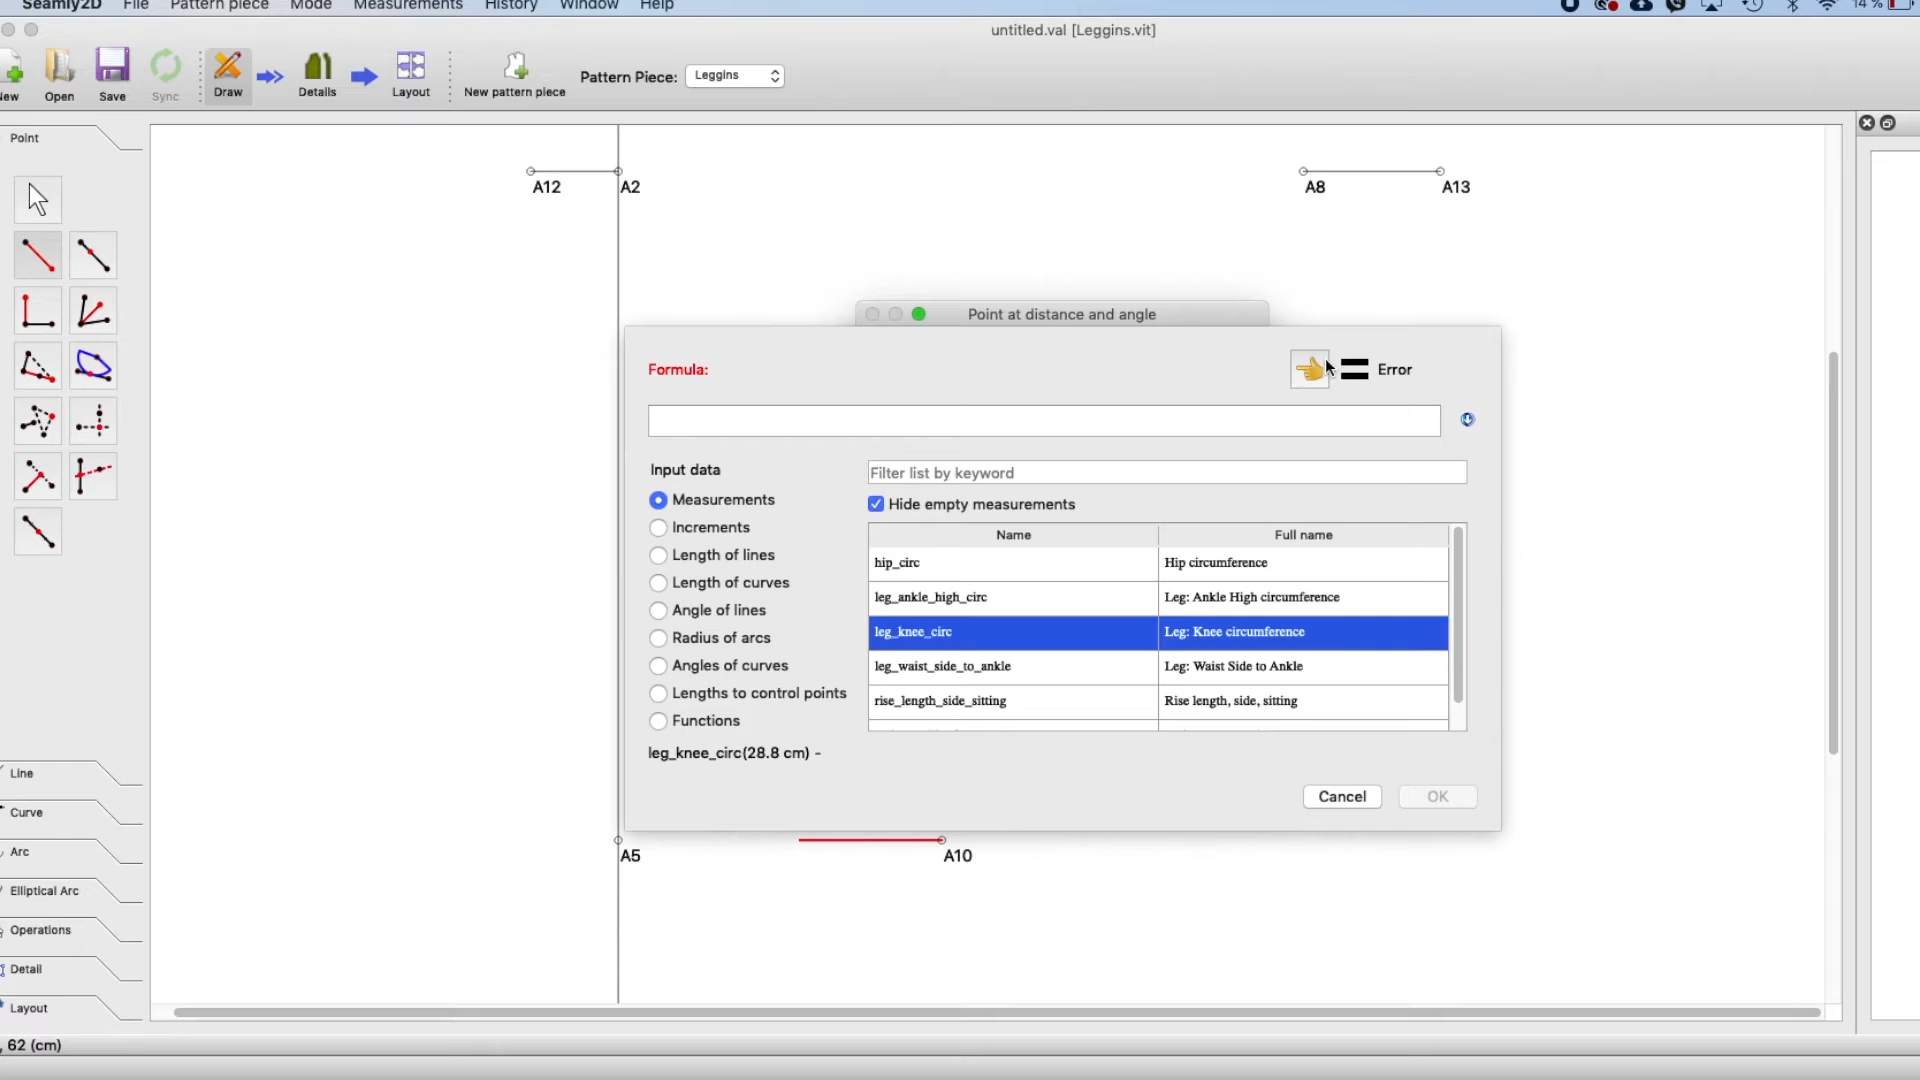 Seamly2D File Pattern piece Mode Measurements History Window Help 14 %
untitled.val [Leggins.vit]
New Open Save Sync Draw Details Layout New pattern piece Pattern Piece: Leggins
Point
A12 A2 A8 A13
Point at distance and angle
Formula: Error
Input data
Filter list by keyword
Measurements
Hide empty measurements
Increments
Name Full name
Length of lines
hip_circ Hip circumference
Length of curves
leg_ankle_high_circ Leg: Ankle High circumference
Angle of lines
leg_knee_circ Leg: Knee circumference
Radius of arcs
leg_waist_side_to_ankle Leg: Waist Side to Ankle
Angles of curves
rise_length_side_sitting Rise length, side, sitting
Lengths to control points
Functions
leg_knee_circ(28.8 cm) -
Cancel OK
A5 A10
Line
Curve
Arc
Elliptical Arc
Operations
Detail
Layout
, 62 (cm)